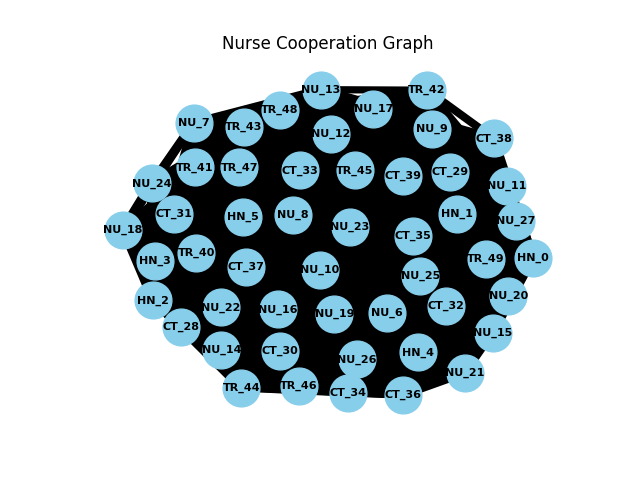 Nurse Cooperation Graph
NU_13
TR_42
TR_48
NU_17
NU_7
TR_43
NU_12
NU_9
CT_38
TR_41
TR_47
CT_33
TR_45
CT_39
CT_29
NU_24
NU_11
CT_31
HN_5
NU_8
HN_1
NU_27
NU_18
NU_23
CT_35
HN_3
TR_40
CT_37
NU_10
NU_25
TR_49
HN_0
HN_2
NU_22
NU_16
NU_19
NU_6
CT_32
NU_20
CT_28
NU_15
NU_14
CT_30
NU_26
HN_4
NU_21
TR_44
TR_46
CT_34
CT_36